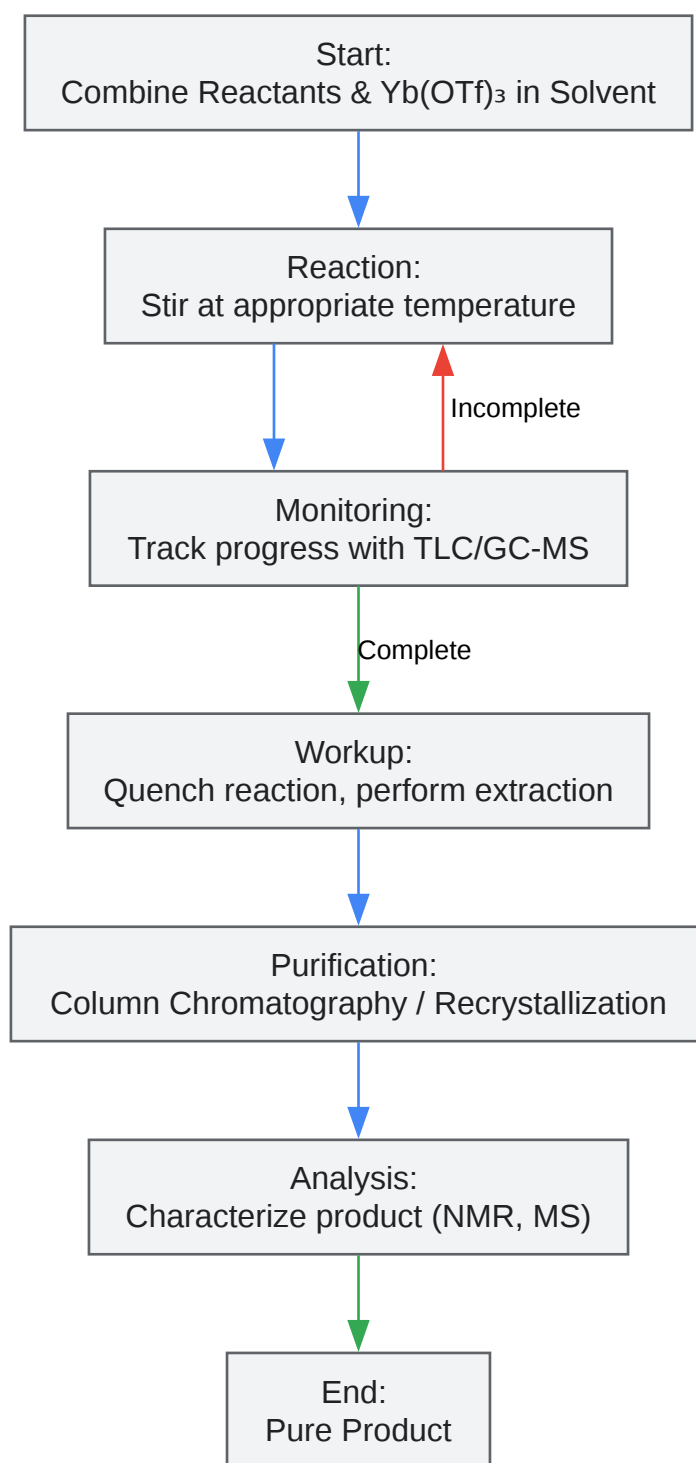 Start:
Combine Reactants & Yb(OTf)₃ in Solvent
Reaction:
Stir at appropriate temperature
Incomplete
Monitoring:
Track progress with TLC/GC-MS
Complete
Workup:
Quench reaction, perform extraction
Purification:
Column Chromatography / Recrystallization
Analysis:
Characterize product (NMR, MS)
End:
Pure Product